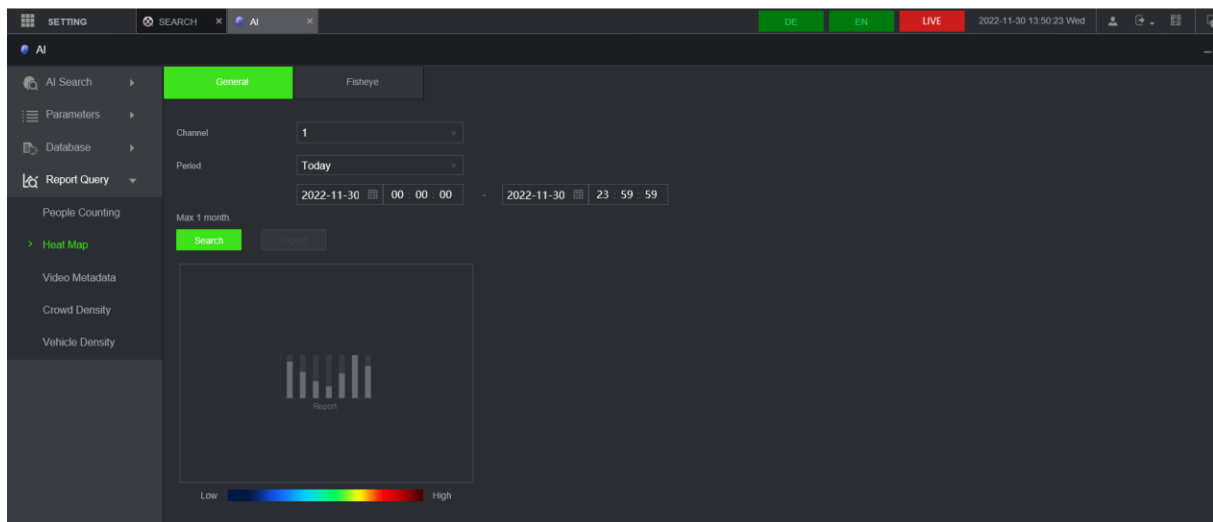 SETTING SEARCH × AI × DE EN LIVE 2022-11-30 13:50:23 Wed
AI
AI Search General Fisheye
Parameters
Channel 1
Database
Period Today
Report Query
2022-11-30 00 : 00 : 00 - 2022-11-30 23 : 59 : 59
People Counting
Max 1 month.
Heat Map
Search Export
Video Metadata
Crowd Density
Vehicle Density
Report
Low High